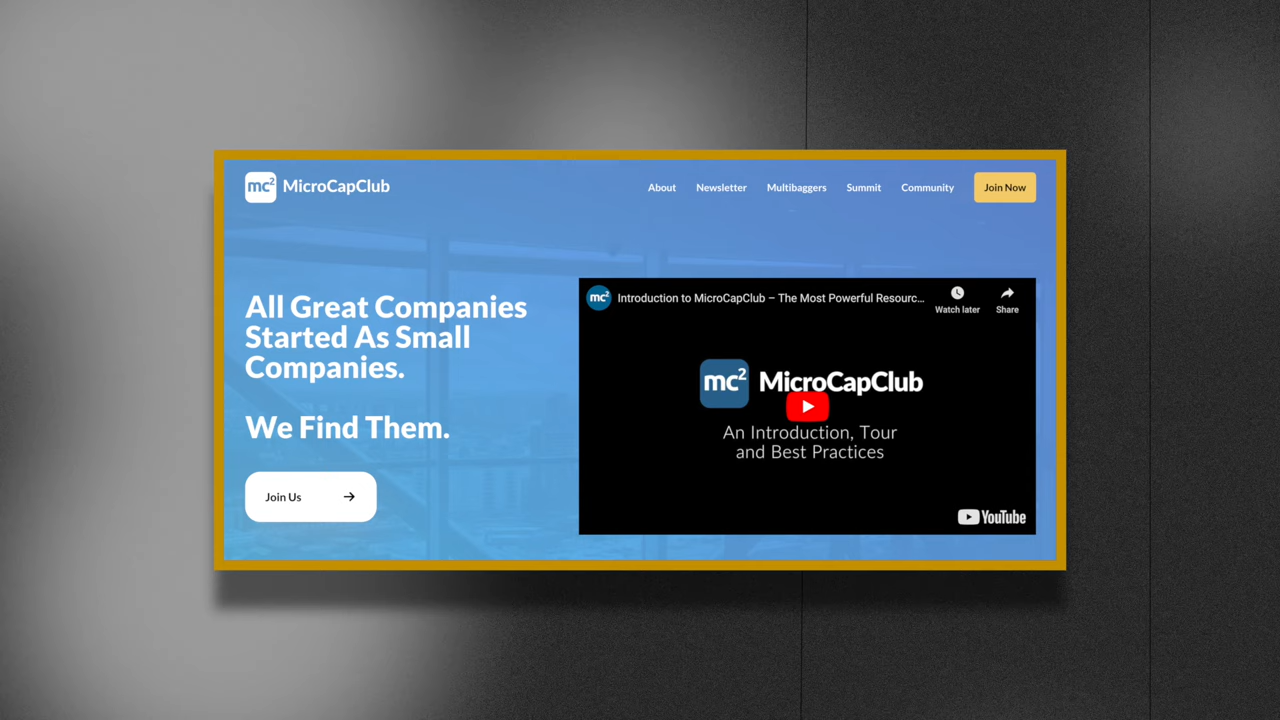 mc² MicroCapClub
About Newsletter Multibaggers Summit Community Join Now
All Great Companies
Started As Small
Companies.
We Find Them.
Join Us
mc² Introduction to MicroCapClub – The Most Powerful Resourc...
Watch later
Share
mc² MicroCapClub
An Introduction, Tour
and Best Practices
YouTube